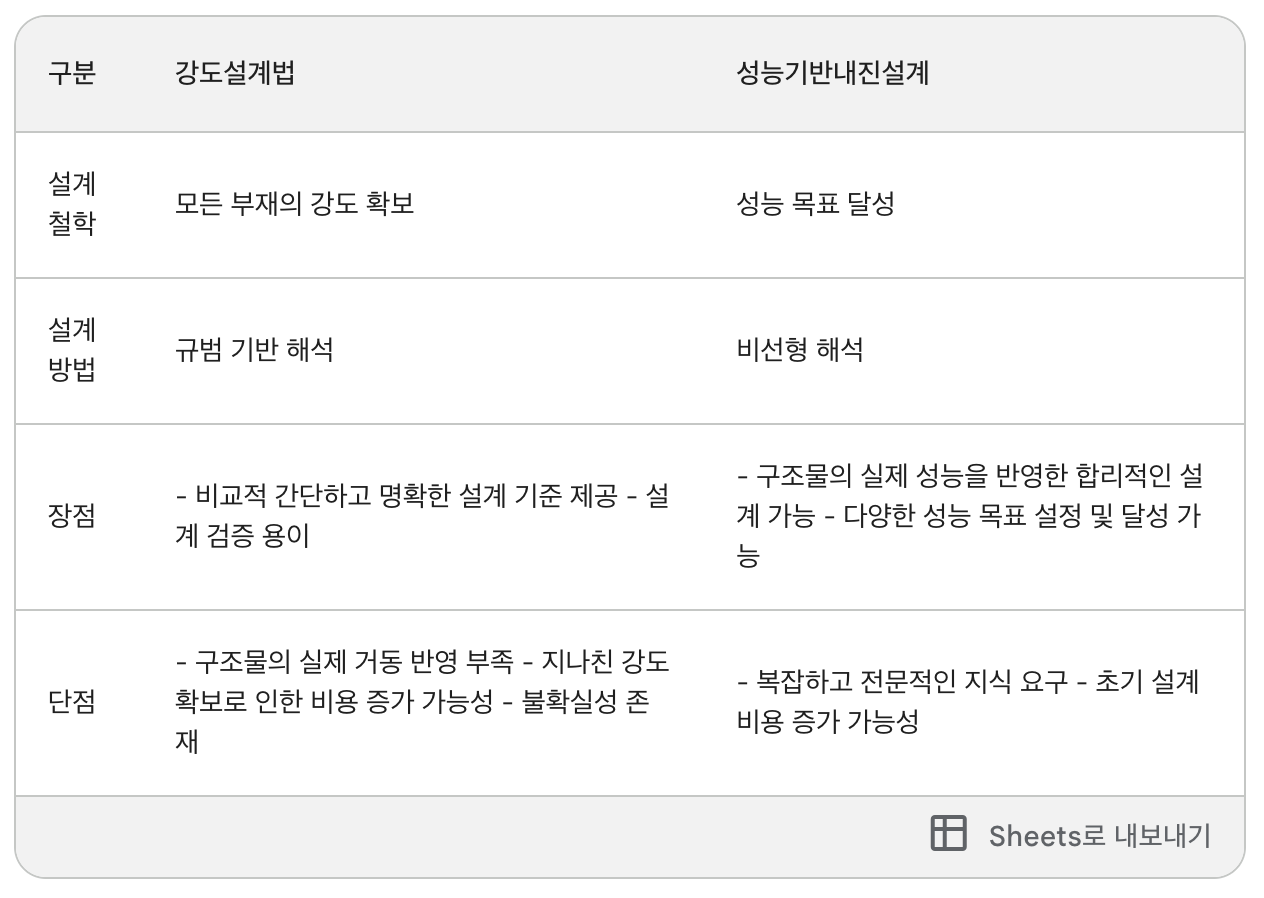 구분 강도설계법 성능기반내진설계
설계
철학
모든 부재의 강도 확보
성능 목표 달성
설계
방법
규범 기반 해석
비선형 해석
장점
- 비교적 간단하고 명확한 설계 기준 제공 - 설
계 검증 용이
- 구조물의 실제 성능을 반영한 합리적인 설
계 가능 - 다양한 성능 목표 설정 및 달성 가
능
단점
- 구조물의 실제 거동 반영 부족 - 지나친 강도
확보로 인한 비용 증가 가능성 - 불확실성 존
재
- 복잡하고 전문적인 지식 요구 - 초기 설계
비용 증가 가능성
Sheets로 내보내기